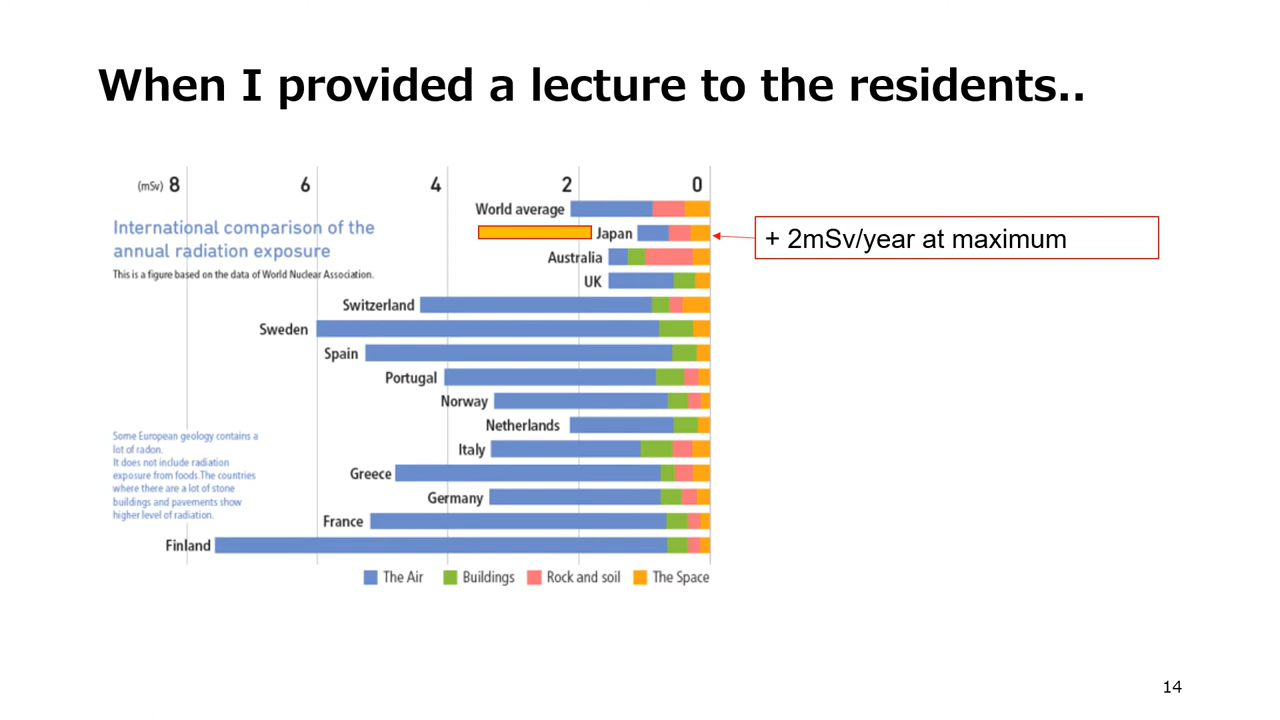 When I provided a lecture to the residents..
(mSv) 8 6 4 2 0
International comparison of the
annual radiation exposure
This is a figure based on the data of World Nuclear Association.
World average
Japan
+ 2mSv/year at maximum
Australia
UK
Switzerland
Sweden
Spain
Portugal
Norway
Netherlands
Italy
Greece
Germany
France
Finland
Some European geology contains a
lot of radon.
It does not include radiation
exposure from foods.The countries
where there are a lot of stone
buildings and pavements show
higher level of radiation.
The Air Buildings Rock and soil The Space
14